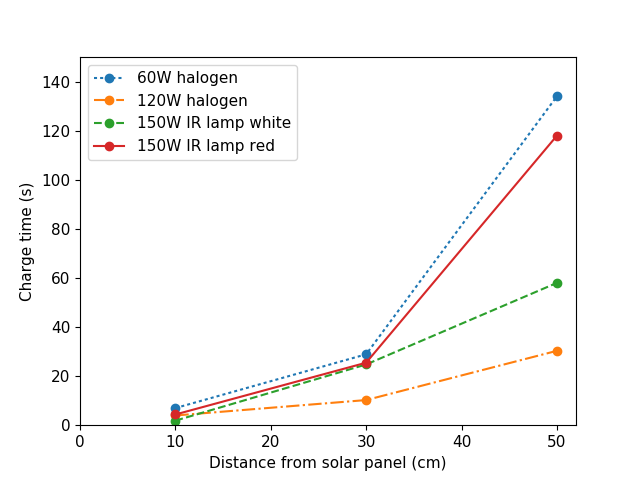 60W halogen
120W halogen
150W IR lamp white
150W IR lamp red
140
120
100
80
60
40
20
0
Charge time (s)
0 10 20 30 40 50
Distance from solar panel (cm)